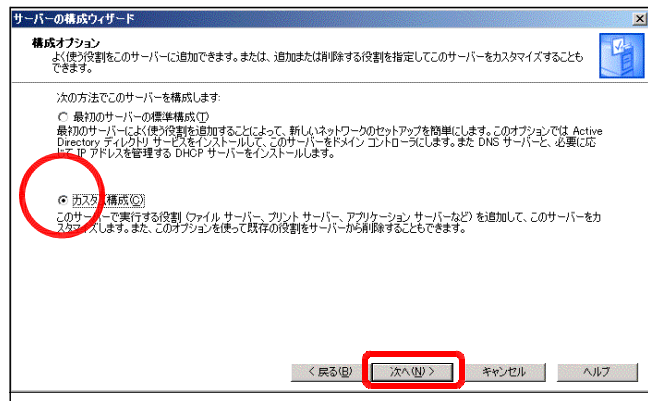 サーバーの構成ウィザード
構成オプション
よく使う役割をこのサーバーに追加できます。または、追加または削除する役割を指定してこのサーバーをカスタマイズすることも
できます。
次の方法でこのサーバーを構成します:
最初のサーバーの標準構成(T)
最初のサーバーによく使う役割を追加することによって、新しいネットワークのセットアップを簡単にします。このオプションでは Active
Directory ディレクトリ サービスをインストールして、このサーバーをドメイン コントローラにします。また DNS サーバーと、必要に応
じて IP アドレスを管理する DHCP サーバーをインストールします。
カスタム構成(C)
このサーバーで実行する役割 (ファイル サーバー、プリント サーバー、アプリケーション サーバーなど) を追加して、このサーバーをカ
スタマイズします。また、このオプションを使って既存の役割をサーバーから削除することもできます。
< 戻る(B) 次へ(N) > キャンセル ヘルプ